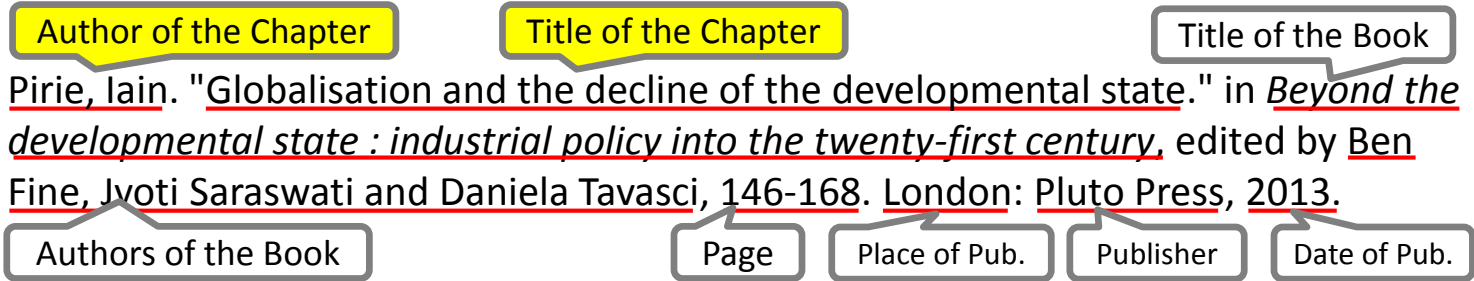 Author of the Chapter Title of the Chapter Title of the Book
Pirie, Iain. "Globalisation and the decline of the developmental state." in Beyond the
developmental state : industrial policy into the twenty-first century, edited by Ben
Fine, Jyoti Saraswati and Daniela Tavasci, 146-168. London: Pluto Press, 2013.
Authors of the Book Page Place of Pub. Publisher Date of Pub.